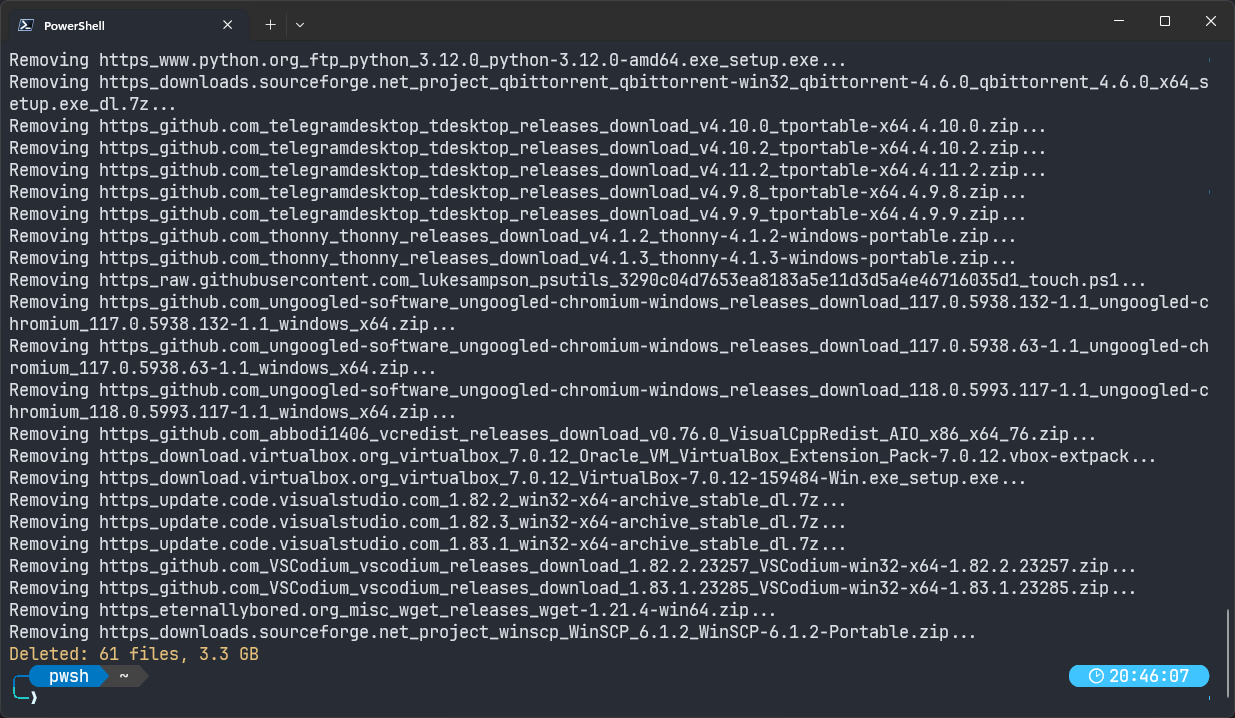 PowerShell
Removing https_www.python.org_ftp_python_3.12.0_python-3.12.0-amd64.exe_setup.exe...
Removing https_downloads.sourceforge.net_project_qbittorrent_qbittorrent-win32_qbittorrent-4.6.0_qbittorrent_4.6.0_x64_s
etup.exe_dl.7z...
Removing https_github.com_telegramdesktop_tdesktop_releases_download_v4.10.0_tportable-x64.4.10.0.zip...
Removing https_github.com_telegramdesktop_tdesktop_releases_download_v4.10.2_tportable-x64.4.10.2.zip...
Removing https_github.com_telegramdesktop_tdesktop_releases_download_v4.11.2_tportable-x64.4.11.2.zip...
Removing https_github.com_telegramdesktop_tdesktop_releases_download_v4.9.8_tportable-x64.4.9.8.zip...
Removing https_github.com_telegramdesktop_tdesktop_releases_download_v4.9.9_tportable-x64.4.9.9.zip...
Removing https_github.com_thonny_thonny_releases_download_v4.1.2_thonny-4.1.2-windows-portable.zip...
Removing https_github.com_thonny_thonny_releases_download_v4.1.3_thonny-4.1.3-windows-portable.zip...
Removing https_raw.githubusercontent.com_lukesampson_psutils_3290c04d7653ea8183a5e11d3d5a4e46716035d1_touch.ps1...
Removing https_github.com_ungoogled-software_ungoogled-chromium-windows_releases_download_117.0.5938.132-1.1_ungoogled-c
hromium_117.0.5938.132-1.1_windows_x64.zip...
Removing https_github.com_ungoogled-software_ungoogled-chromium-windows_releases_download_117.0.5938.63-1.1_ungoogled-ch
romium_117.0.5938.63-1.1_windows_x64.zip...
Removing https_github.com_ungoogled-software_ungoogled-chromium-windows_releases_download_118.0.5993.117-1.1_ungoogled-c
hromium_118.0.5993.117-1.1_windows_x64.zip...
Removing https_github.com_abbodi1406_vcredist_releases_download_v0.76.0_VisualCppRedist_AIO_x86_x64_76.zip...
Removing https_download.virtualbox.org_virtualbox_7.0.12_Oracle_VM_VirtualBox_Extension_Pack-7.0.12.vbox-extpack...
Removing https_download.virtualbox.org_virtualbox_7.0.12_VirtualBox-7.0.12-159484-Win.exe_setup.exe...
Removing https_update.code.visualstudio.com_1.82.2_win32-x64-archive_stable_dl.7z...
Removing https_update.code.visualstudio.com_1.82.3_win32-x64-archive_stable_dl.7z...
Removing https_update.code.visualstudio.com_1.83.1_win32-x64-archive_stable_dl.7z...
Removing https_github.com_VSCodium_vscodium_releases_download_1.82.2.23257_VSCodium-win32-x64-1.82.2.23257.zip...
Removing https_github.com_VSCodium_vscodium_releases_download_1.83.1.23285_VSCodium-win32-x64-1.83.1.23285.zip...
Removing https_eternallybored.org_misc_wget_releases_wget-1.21.4-win64.zip...
Removing https_downloads.sourceforge.net_project_winscp_WinSCP_6.1.2_WinSCP-6.1.2-Portable.zip...
Deleted: 61 files, 3.3 GB
pwsh ~ 20:46:07
❯